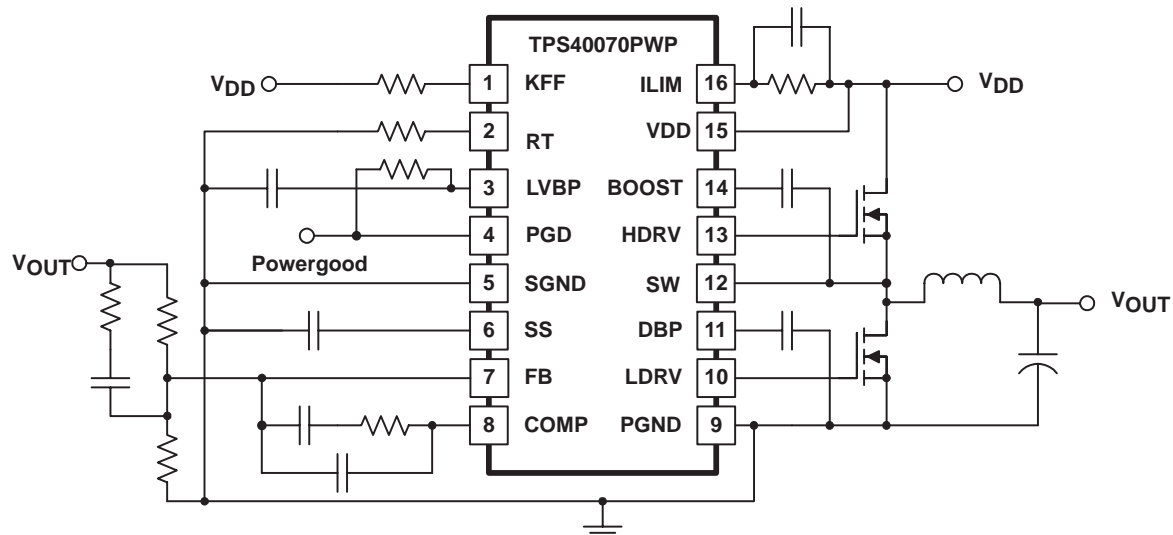 TPS40070PWP
VDD
1 KFF
ILIM 16
VDD
2 RT
VDD 15
3 LVBP
BOOST 14
4 PGD
HDRV 13
Powergood
VOUT
5 SGND
SW 12
VOUT
6 SS
DBP 11
7 FB
LDRV 10
8 COMP
PGND 9